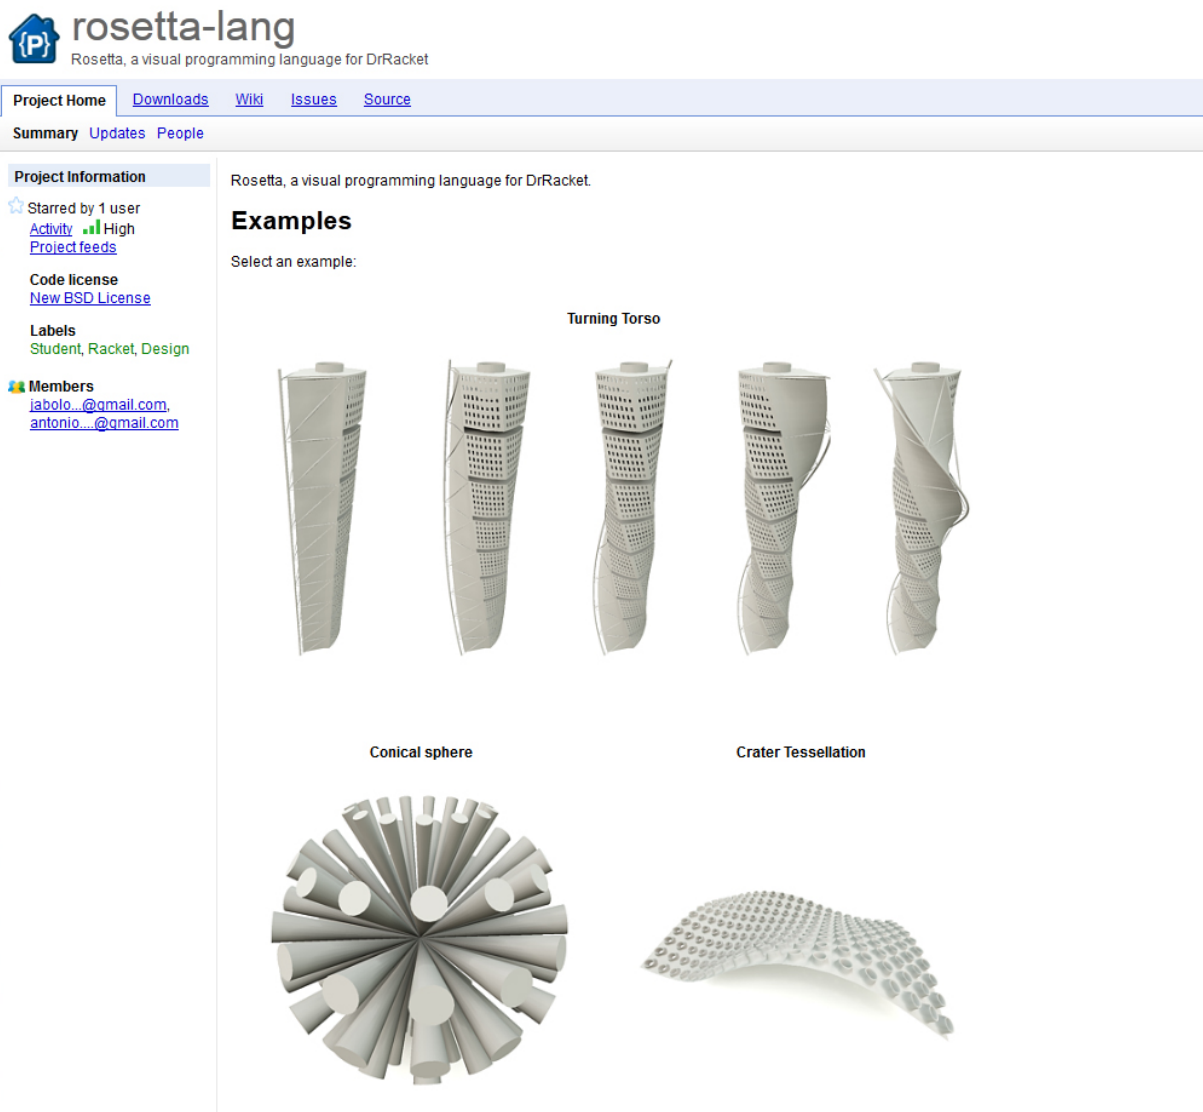 {P}
rosetta-lang
Rosetta, a visual programming language for DrRacket
Project Home Downloads Wiki Issues Source
Summary Updates People
Project Information
Starred by 1 user
Activity High
Project feeds
Code license
New BSD License
Labels
Student, Racket, Design
Members
jabolo...@gmail.com,
antonio....@gmail.com
Rosetta, a visual programming language for DrRacket.
Examples
Select an example:
Turning Torso
Conical sphere Crater Tessellation